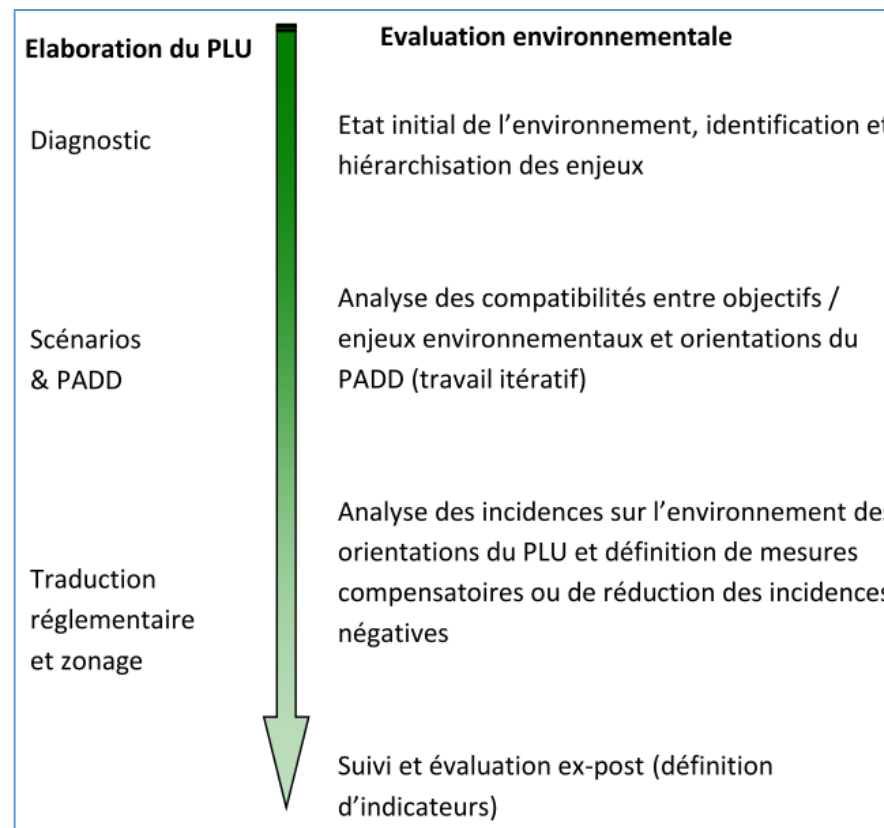 Elaboration du PLU
Evaluation environnementale
Diagnostic
Etat initial de l’environnement, identification et
hiérarchisation des enjeux
Scénarios
& PADD
Analyse des compatibilités entre objectifs /
enjeux environnementaux et orientations du
PADD (travail itératif)
Traduction
réglementaire
et zonage
Analyse des incidences sur l’environnement des
orientations du PLU et définition de mesures
compensatoires ou de réduction des incidences
négatives
Suivi et évaluation ex-post (définition
d’indicateurs)